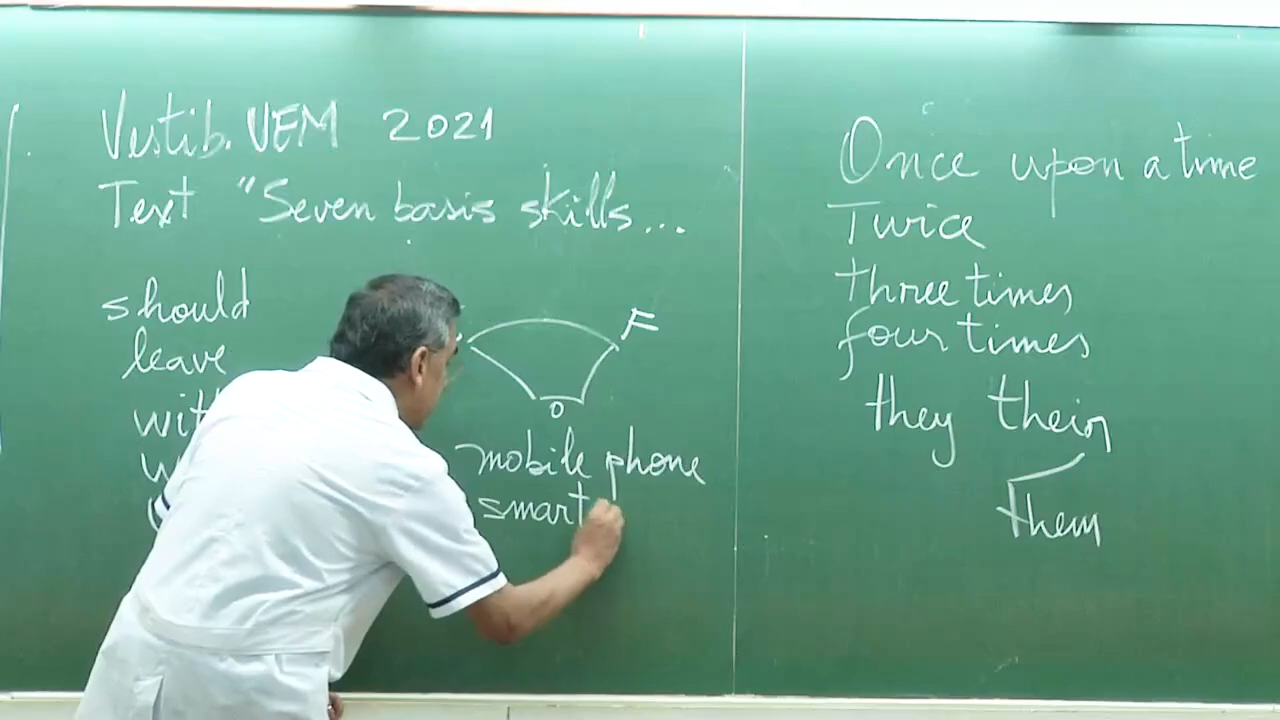 Vestib. UEM 2021
Text "Seven basis skills...
should
leave
F
O
mobile phone
smart
Once upon a time
Twice
three times
four times
they their
them